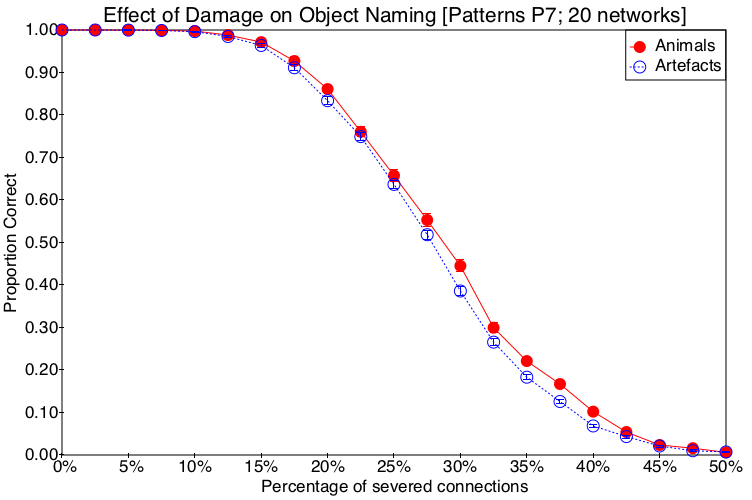 Effect of Damage on Object Naming [Patterns P7; 20 networks]
Animals
Artefacts
Proportion Correct
1.00
0.90
0.80
0.70
0.60
0.50
0.40
0.30
0.20
0.10
0.00
0% 5% 10% 15% 20% 25% 30% 35% 40% 45% 50%
Percentage of severed connections